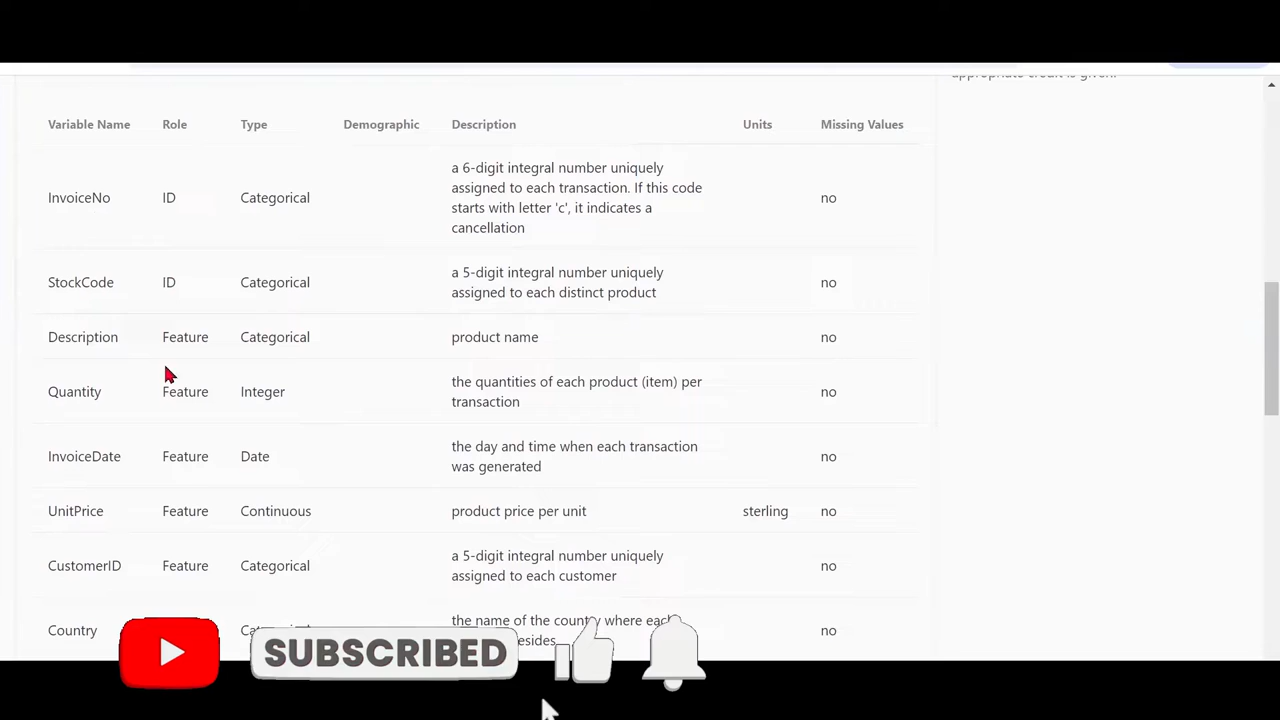 appropriate credit is given.
Variable Name Role Type Demographic Description Units Missing Values
InvoiceNo ID Categorical a 6-digit integral number uniquely no
assigned to each transaction. If this code
starts with letter 'c', it indicates a
cancellation
StockCode ID Categorical a 5-digit integral number uniquely no
assigned to each distinct product
Description Feature Categorical product name no
Quantity Feature Integer the quantities of each product (item) per no
transaction
InvoiceDate Feature Date the day and time when each transaction no
was generated
UnitPrice Feature Continuous product price per unit sterling no
CustomerID Feature Categorical a 5-digit integral number uniquely no
assigned to each customer
Country the name of the country where no
SUBSCRIBED